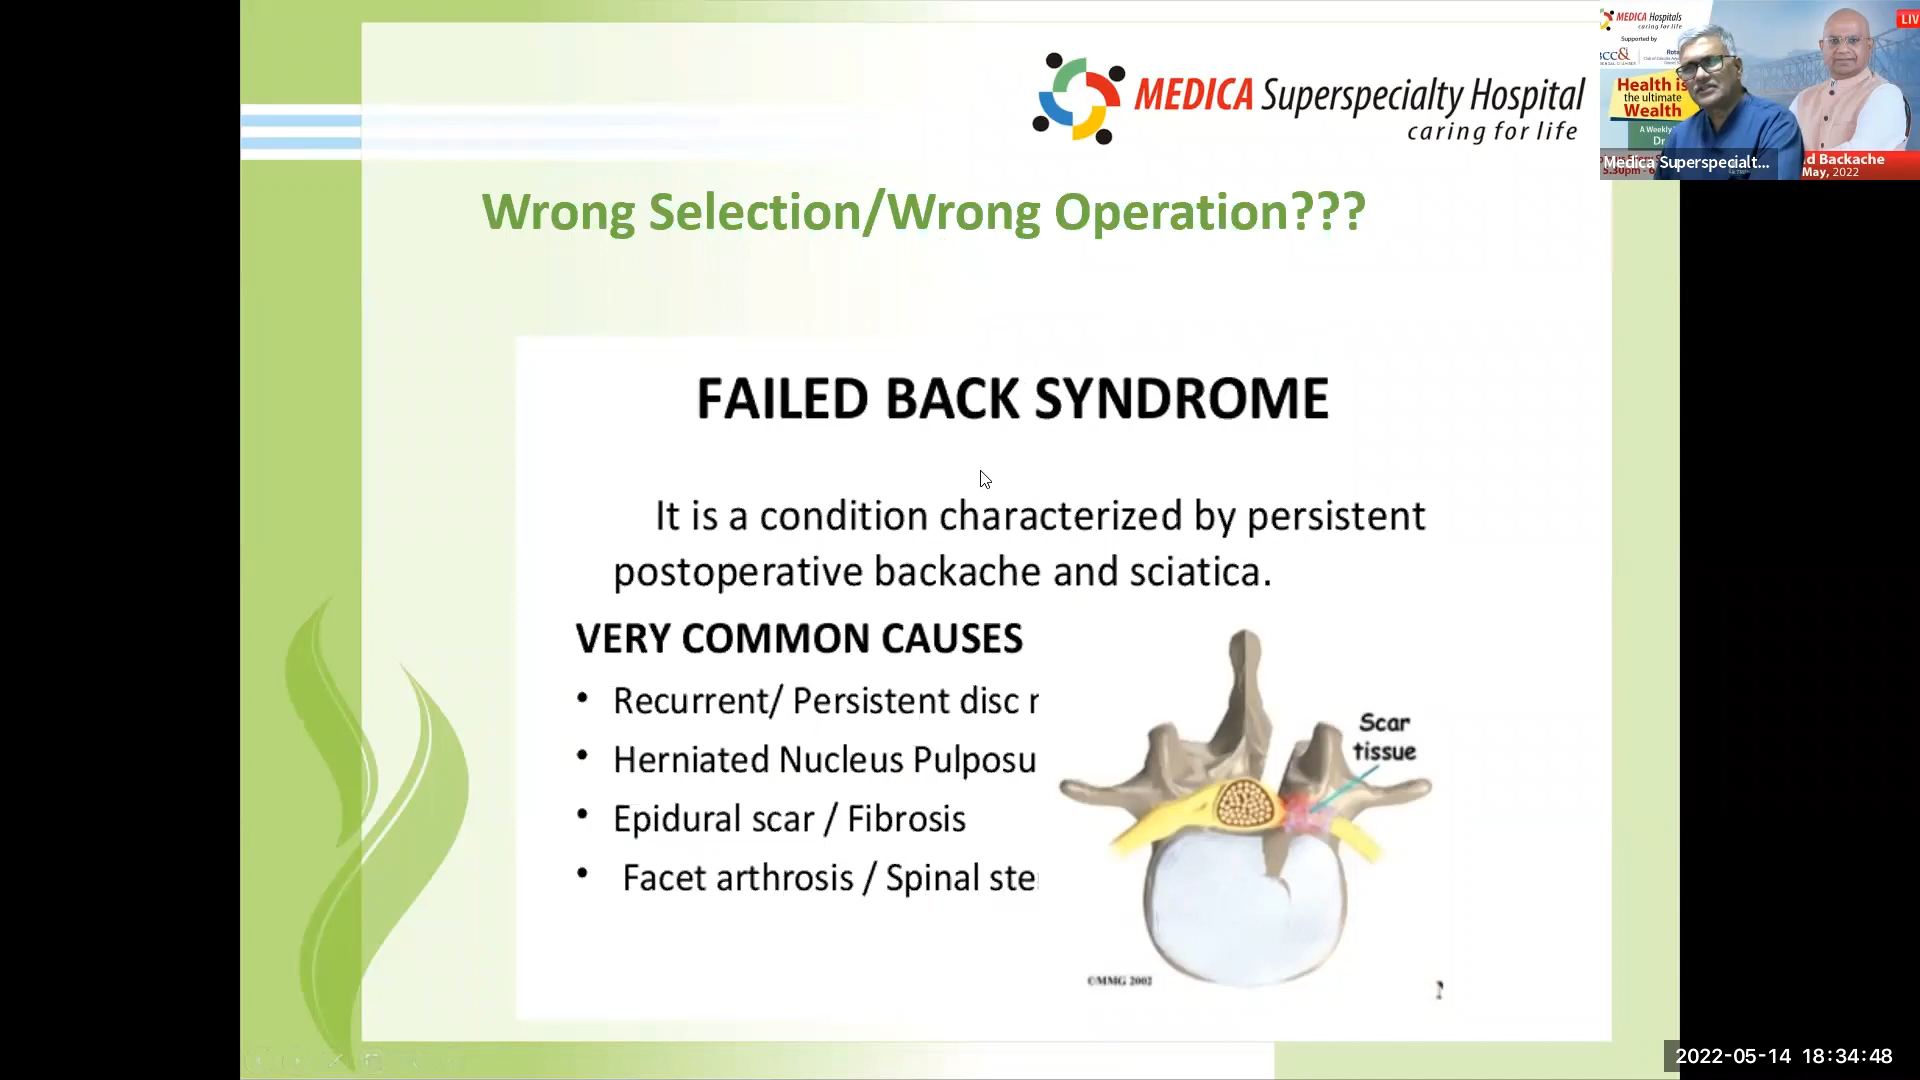 MEDICA Superspecialty Hospital
caring for life
Wrong Selection/Wrong Operation???
FAILED BACK SYNDROME
It is a condition characterized by persistent
postoperative backache and sciatica.
VERY COMMON CAUSES
• Recurrent/ Persistent disc
• Herniated Nucleus Pulposu
• Epidural scar / Fibrosis
• Facet arthrosis / Spinal ste
Scar
tissue
©MMG 2002
MEDICA Hospitals
caring for life
Supported by
LIV
Health is
the ultimate
Wealth
A Weekly
Dr
Medica Superspecialt...
5.30pm - 6
d Backache
May, 2022
2022-05-14 18:34:48